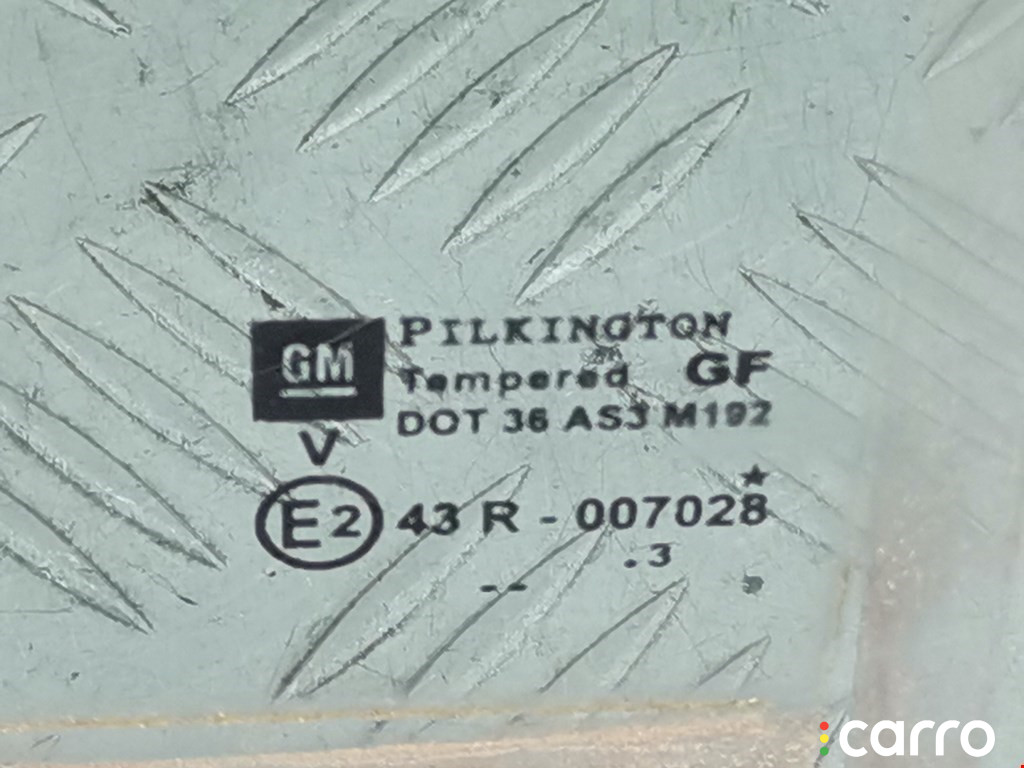 GM
PILKINGTON
Tempered GF
DOT 36 AS3 M192
V
E2 43 R - 007028
.3
--
carro